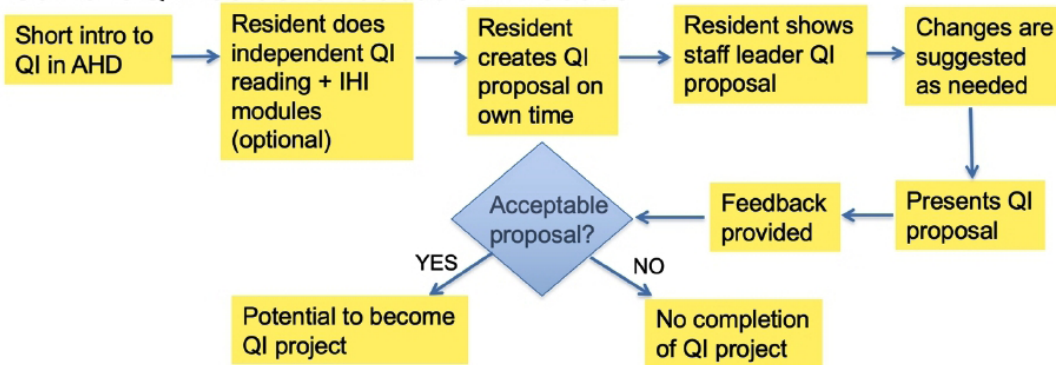 Short intro to
QI in AHD
Resident does
independent QI
reading + IHI
modules
(optional)
Resident
creates QI
proposal on
own time
Resident shows
staff leader QI
proposal
Changes are
suggested
as needed
Presents QI
proposal
Feedback
provided
Acceptable
proposal?
YES
NO
Potential to become
QI project
No completion
of QI project